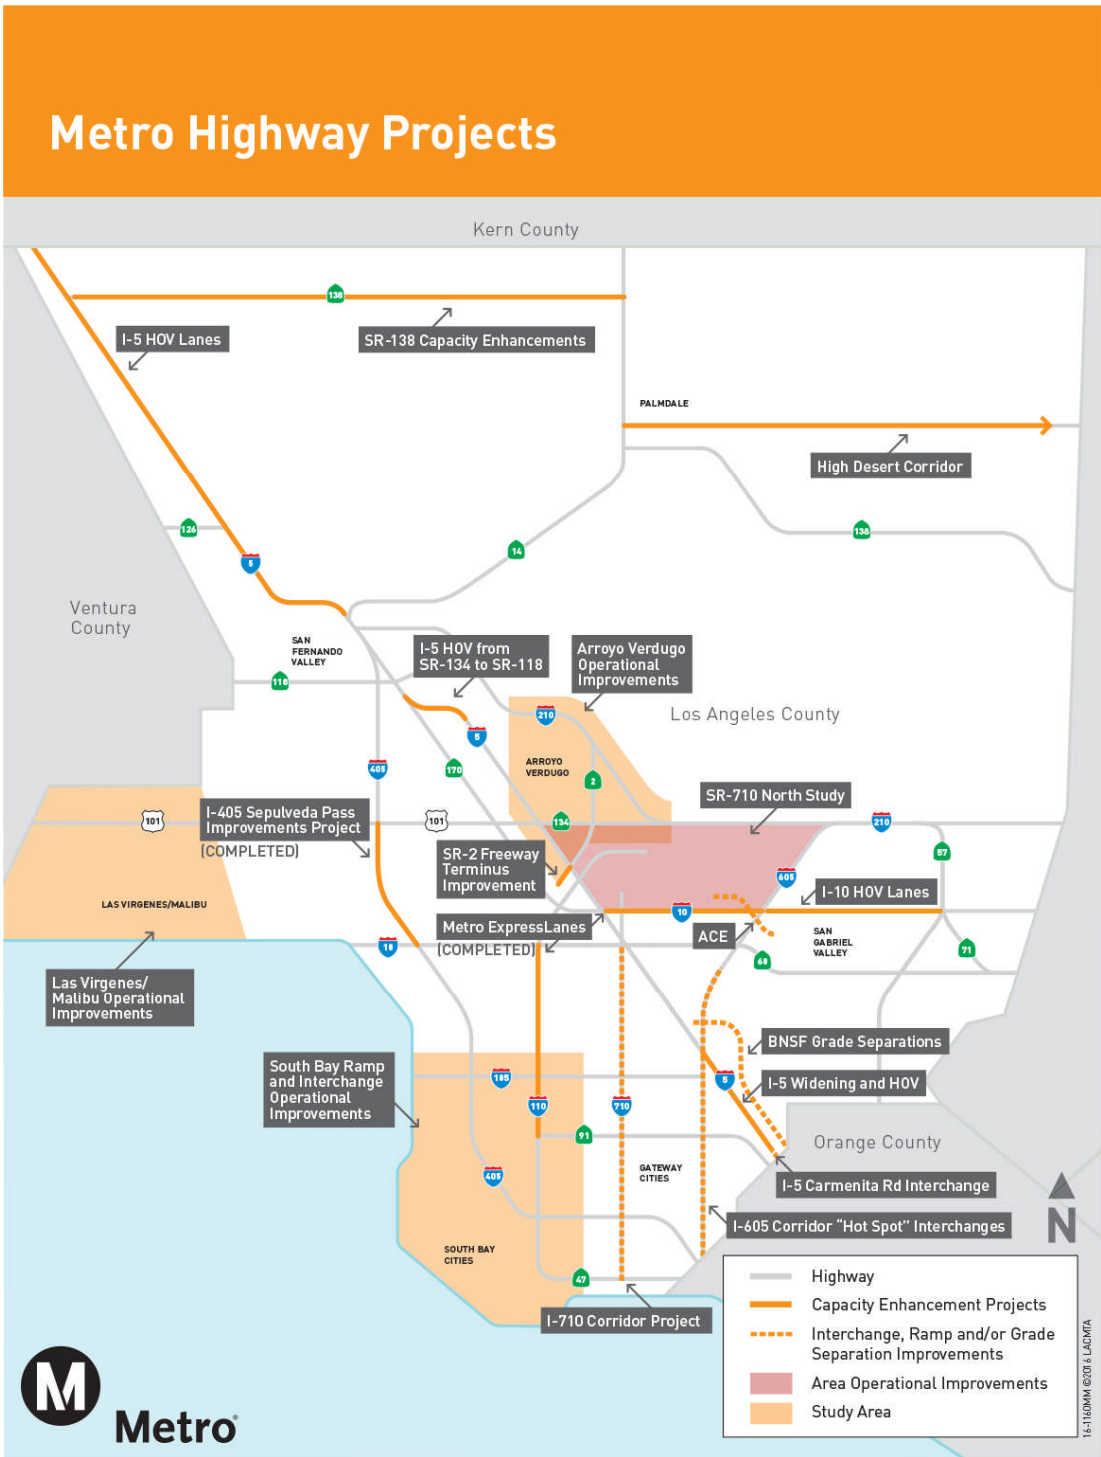 Metro Highway Projects
Kern County
138
I-5 HOV Lanes
SR-138 Capacity Enhancements
PALMDALE
High Desert Corridor
126
138
14
5
Ventura
County
SAN
FERNANDO
VALLEY
I-5 HOV from
SR-134 to SR-118
Arroyo Verdugo
Operational
Improvements
118
210
Los Angeles County
5
ARROYO
VERDUGO
405
170
2
SR-710 North Study
101
I-405 Sepulveda Pass
Improvements Project
(COMPLETED)
101
134
210
SR-2 Freeway
Terminus
Improvement
57
605
I-10 HOV Lanes
LAS VIRGENES/MALIBU
10
Metro ExpressLanes
(COMPLETED)
ACE
SAN
GABRIEL
VALLEY
10
60
71
Las Virgenes/
Malibu Operational
Improvements
BNSF Grade Separations
South Bay Ramp
and Interchange
Operational
Improvements
105
5
I-5 Widening and HOV
110
710
91
Orange County
GATEWAY
CITIES
405
I-5 Carmenita Rd Interchange
N
I-605 Corridor “Hot Spot” Interchanges
SOUTH BAY
CITIES
47
I-710 Corridor Project
Highway
Capacity Enhancement Projects
Interchange, Ramp and/or Grade
Separation Improvements
Area Operational Improvements
Study Area
16-1160MM ©2016 LACMTA
M
Metro